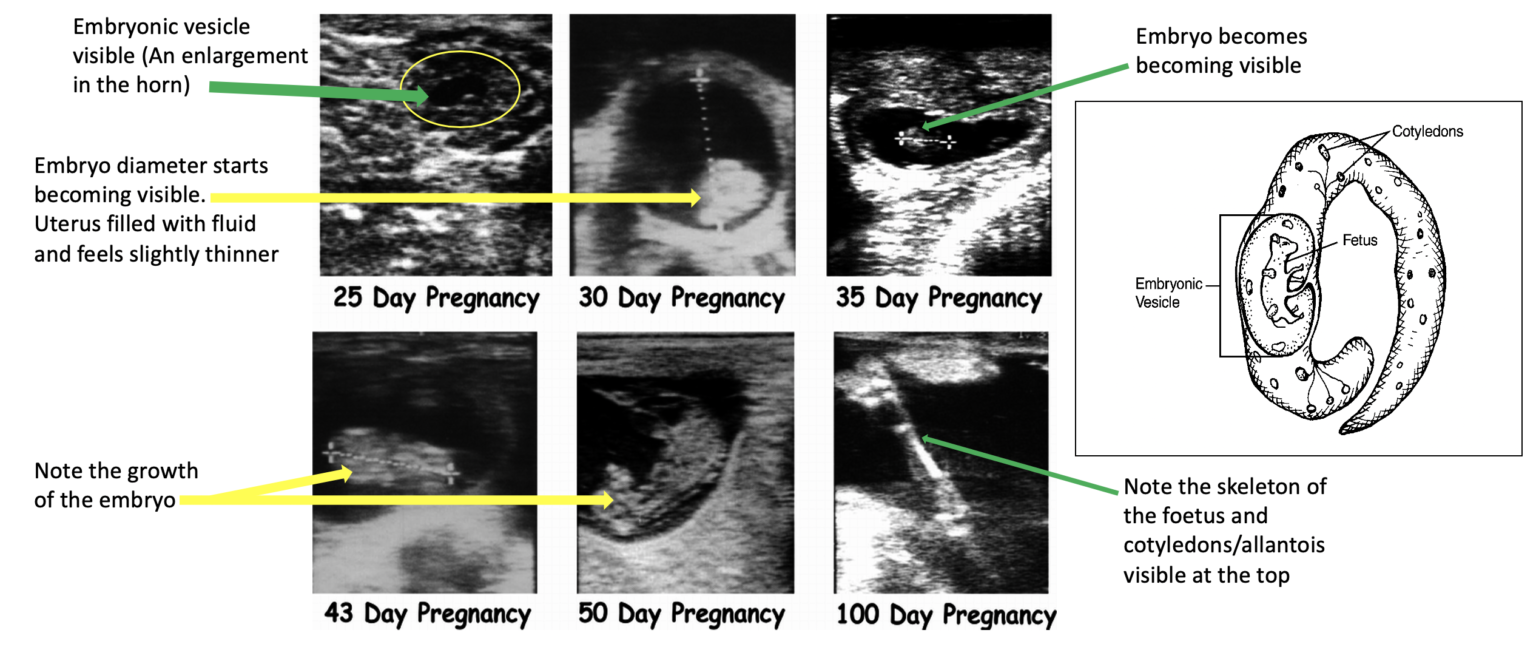 Embryonic vesicle
visible (An enlargement
in the horn)
Embryo diameter starts
becoming visible.
Uterus filled with fluid
and feels slightly thinner
Embryo becomes
becoming visible
25 Day Pregnancy
30 Day Pregnancy
35 Day Pregnancy
Cotyledons
Fetus
Embryonic
Vesicle
Note the growth
of the embryo
Note the skeleton of
the foetus and
cotyledons/allantois
visible at the top
43 Day Pregnancy
50 Day Pregnancy
100 Day Pregnancy